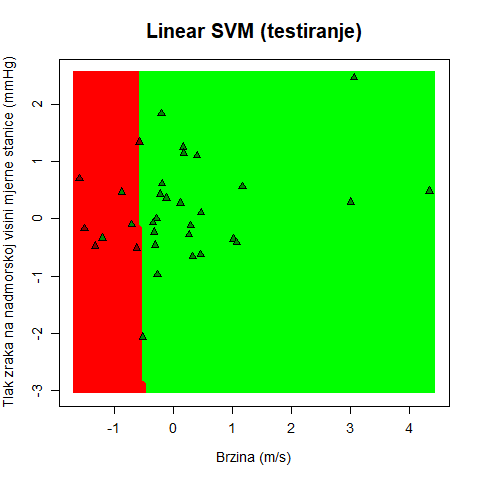 Linear SVM (testiranje)
Tlak zraka na nadmorskoj visini mjerne stanice (mmHg)
2
1
0
-1
-2
-3
-1 0 1 2 3 4
Brzina (m/s)